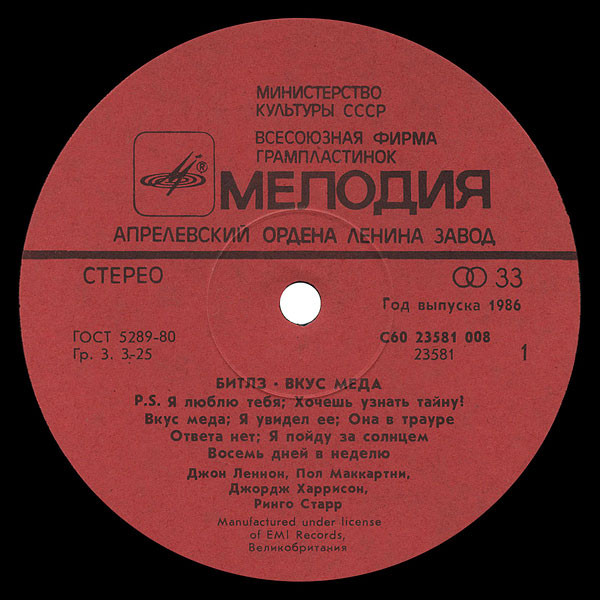 МИНИСТЕРСТВО
КУЛЬТУРЫ СССР
ВСЕСОЮЗНАЯ ФИРМА
ГРАМПЛАСТИНОК
®
МЕЛОДИЯ
АПРЕЛЕВСКИЙ ОРДЕНА ЛЕНИНА ЗАВОД
СТЕРЕО
33
Год выпуска 1986
ГОСТ 5289-80
С60 23581 008
Гр. 3. 3-25
23581
1
БИТЛЗ · ВКУС МЕДА
P.S. Я люблю тебя; Хочешь узнать тайну!
Вкус меда; Я увидел ее; Она в трауре
Ответа нет; Я пойду за солнцем
Восемь дней в неделю
Джон Леннон, Пол Маккартни,
Джордж Харрисон,
Ринго Старр
Manufactured under license
of EMI Records,
Великобритания